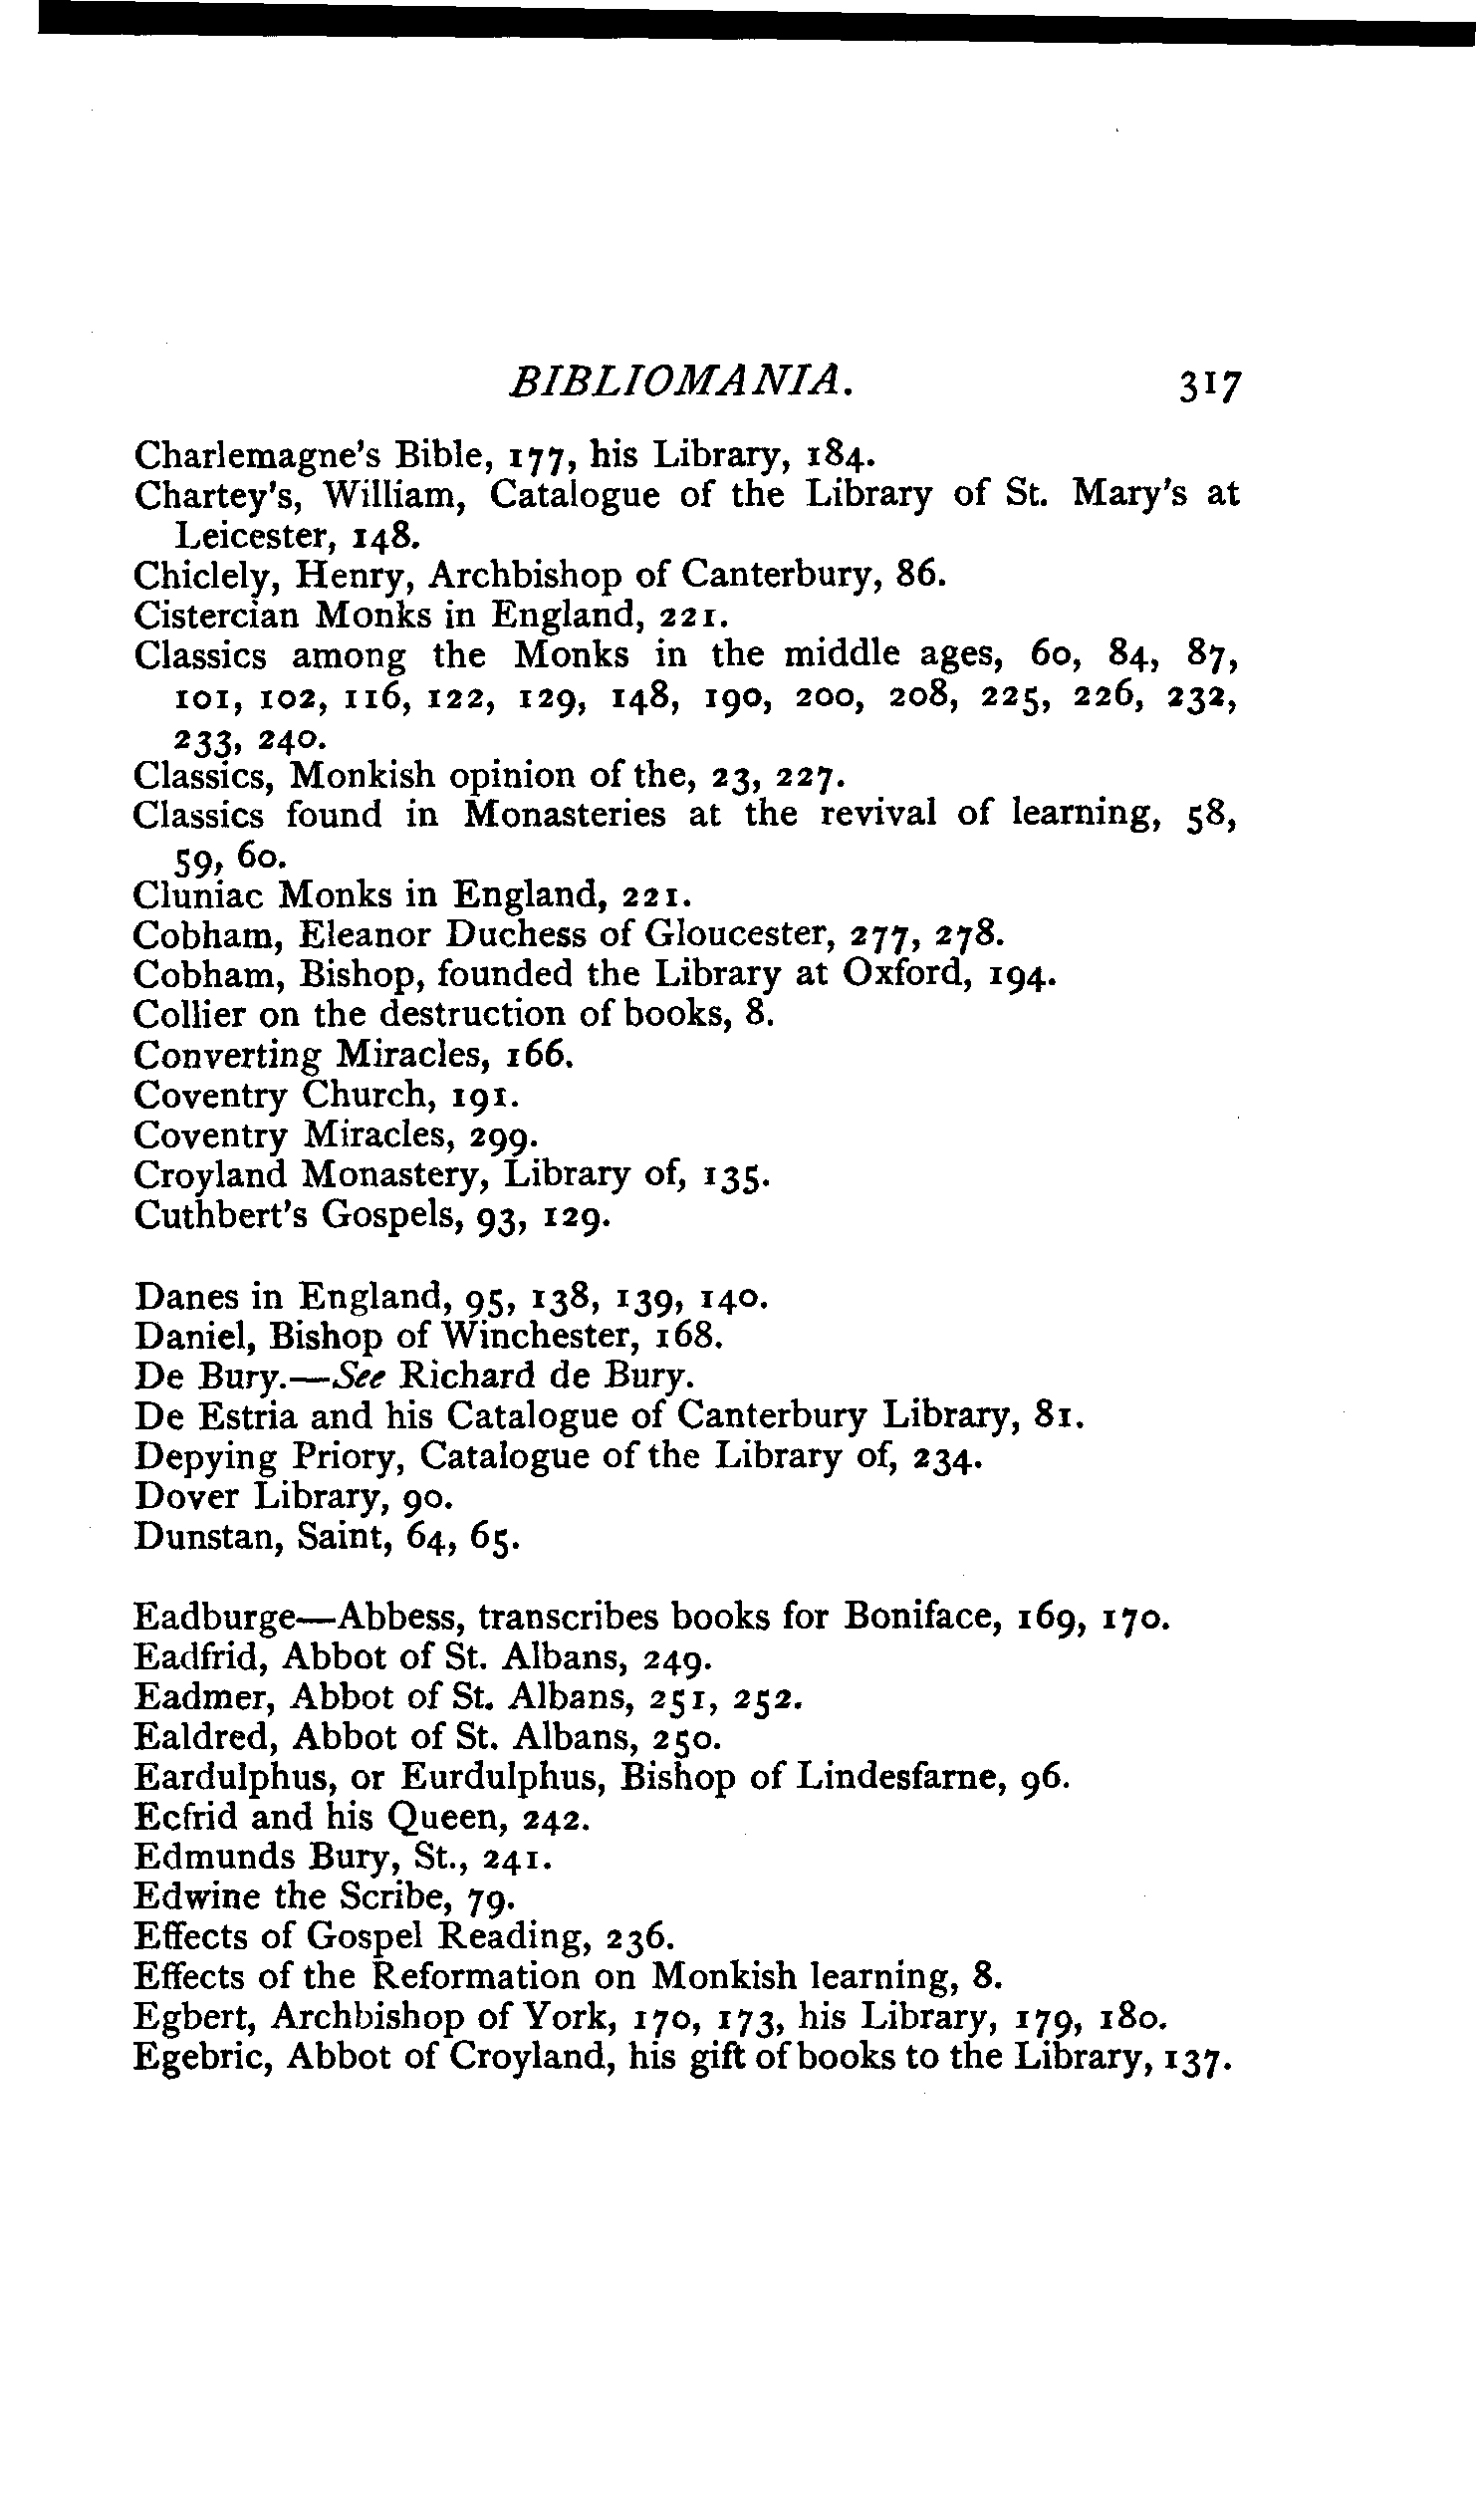 BIBLIOMANIA. 317
Charlemagne's Bible, 177, his Library, 184.
Chartey's, William, Catalogue of the Library of St. Mary's at
Leicester, 148.
Chiclely, Henry, Archbishop of Canterbury, 86.
Cistercian Monks in England, 221.
Classics among the Monks in the middle ages, 60, 84, 87,
101, 102, 116, 122, 129, 148, 190, 200, 208, 225, 226, 232,
233, 240.
Classics, Monkish opinion of the, 23, 227.
Classics found in Monasteries at the revival of learning, 58,
59, 60.
Cluniac Monks in England, 221.
Cobham, Eleanor Duchess of Gloucester, 277, 278.
Cobham, Bishop, founded the Library at Oxford, 194.
Collier on the destruction of books, 8.
Converting Miracles, 166.
Coventry Church, 191.
Coventry Miracles, 299.
Croyland Monastery, Library of, 135.
Cuthbert's Gospels, 93, 129.
Danes in England, 95, 138, 139, 140.
Daniel, Bishop of Winchester, 168.
De Bury.—See Richard de Bury.
De Estria and his Catalogue of Canterbury Library, 81.
Depying Priory, Catalogue of the Library of, 234.
Dover Library, 90.
Dunstan, Saint, 64, 65.
Eadburge—Abbess, transcribes books for Boniface, 169, 170.
Eadfrid, Abbot of St. Albans, 249.
Eadmer, Abbot of St. Albans, 251, 252.
Ealdred, Abbot of St. Albans, 250.
Eardulphus, or Eurdulphus, Bishop of Lindesfarne, 96.
Ecfrid and his Queen, 242.
Edmunds Bury, St., 241.
Edwine the Scribe, 79.
Effects of Gospel Reading, 236.
Effects of the Reformation on Monkish learning, 8.
Egbert, Archbishop of York, 170, 173, his Library, 179, 180.
Egebric, Abbot of Croyland, his gift of books to the Library, 137.